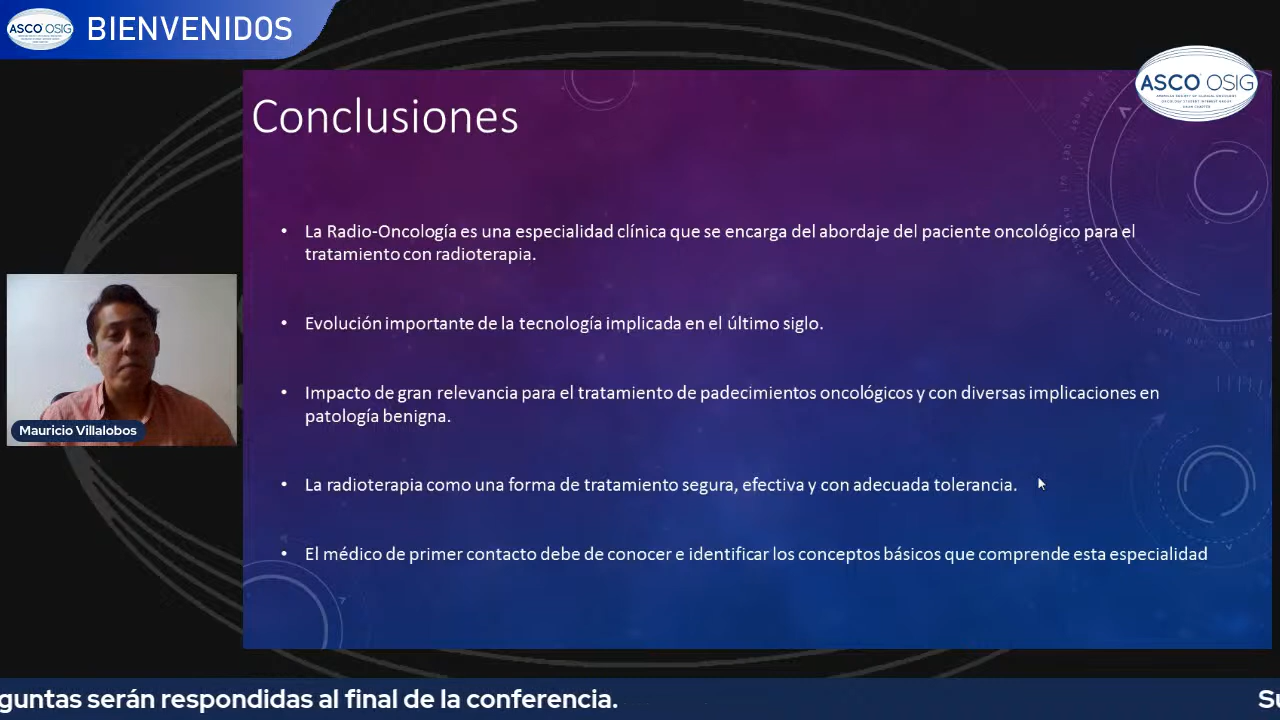 ASCO OSIG
BIENVENIDOS
ASCO OSIG
Conclusiones
• La Radio-Oncología es una especialidad clínica que se encarga del abordaje del paciente oncológico para el
tratamiento con radioterapia.
• Evolución importante de la tecnología implicada en el último siglo.
• Impacto de gran relevancia para el tratamiento de padecimientos oncológicos y con diversas implicaciones en
patología benigna.
• La radioterapia como una forma de tratamiento segura, efectiva y con adecuada tolerancia.
• El médico de primer contacto debe de conocer e identificar los conceptos básicos que comprende esta especialidad
Mauricio Villalobos
guntas serán respondidas al final de la conferencia.